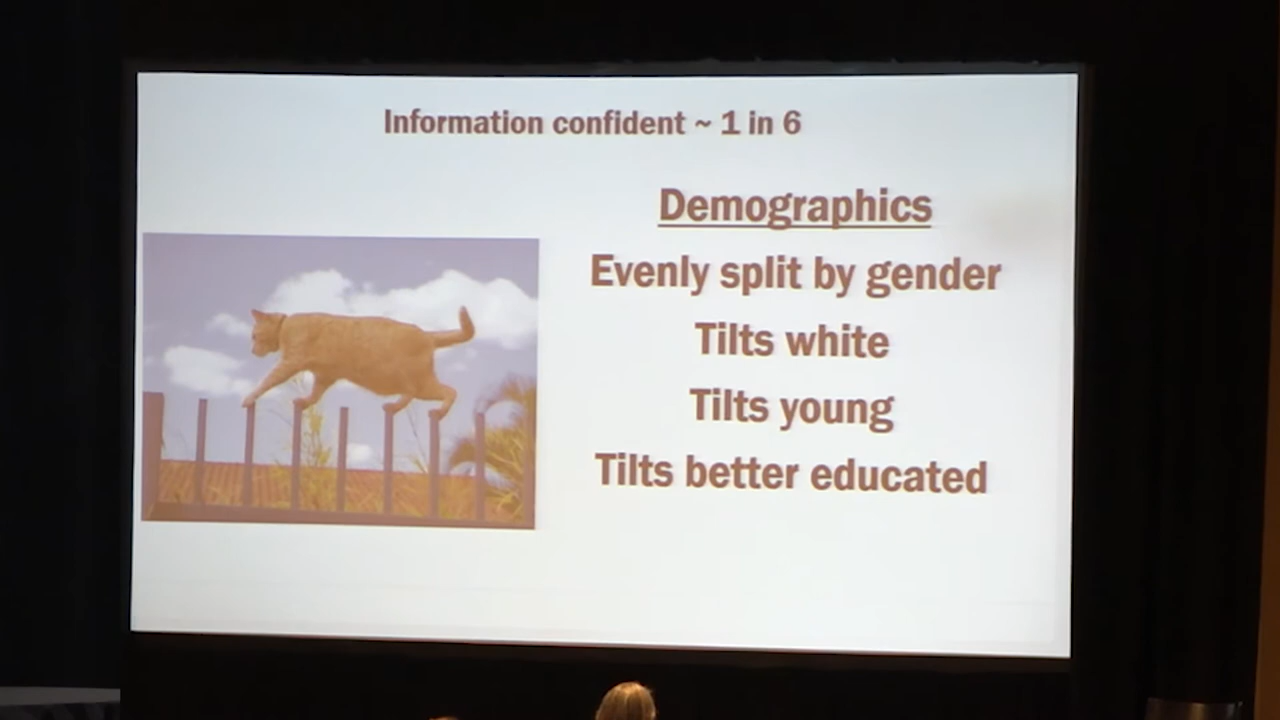 Information confident ~ 1 in 6
Demographics
Evenly split by gender
Tilts white
Tilts young
Tilts better educated